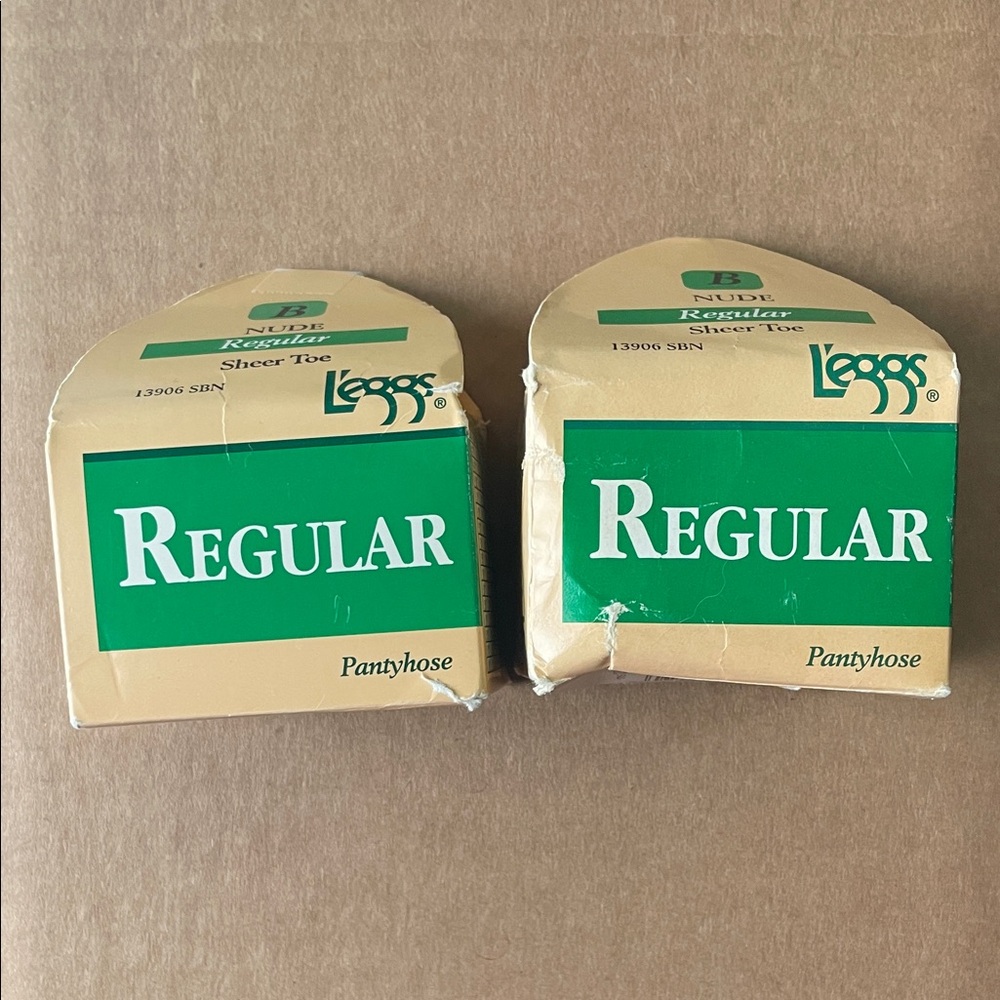 B
NUDE
Regular
Sheer Toe
13906 SBN
L'eggs®
REGULAR
Pantyhose
B
NUDE
Regular
Sheer Toe
13906 SBN
L'eggs®
REGULAR
Pantyhose